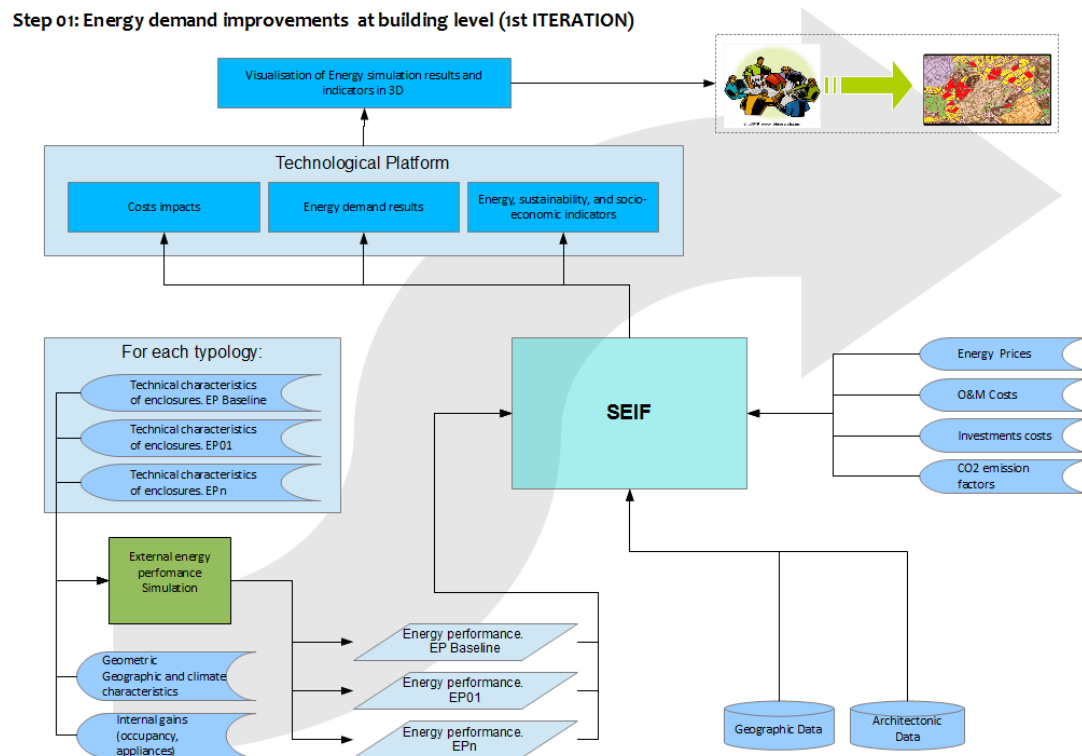 Step 01: Energy demand improvements at building level (1st ITERATION)
Visualisation of Energy simulation results and
indicators in 3D
Technological Platform
Costs impacts
Energy demand results
Energy, sustainability, and socio-
economic indicators
For each typology:
Technical characteristics
of enclosures. EP Baseline
Technical characteristics
of enclosures. EP01
Technical characteristics
of enclosures. EPn
SEIF
Energy Prices
O&M Costs
Investments costs
CO2 emission
factors
External energy
perfomance
Simulation
Geometric
Geographic and climate
characteristics
Internal gains
(occupancy,
appliances)
Energy performance.
EP Baseline
Energy performance.
EP01
Energy performance.
EPn
Geographic Data
Architectonic
Data